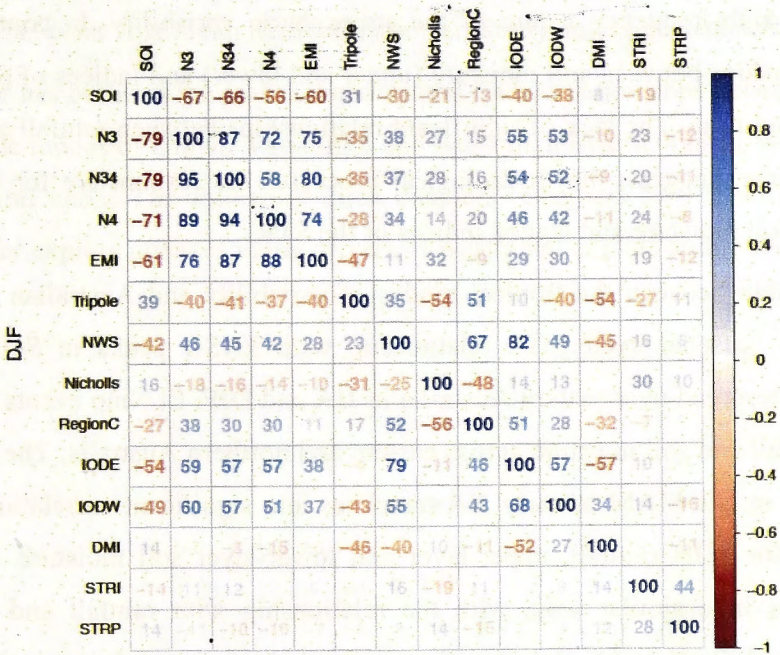 SOI N3 N34 N4 EMI Tripole NWS Nicholls RegionC IODE IODW DMI STRI STRP
SOI 100 −67 −66 −56 −60 31 −30 −21 −13 −40 −38 8 −19
N3 −79 100 87 72 75 −35 38 27 15 55 53 −10 23 −12
N34 −79 95 100 58 80 −35 37 28 16 54 52 −9 20 −11
N4 −71 89 94 100 74 −28 34 14 20 46 42 −11 24
EMI −61 76 87 88 100 −47 11 32 −9 29 30 19 −12
Tripole 39 −40 −41 −37 −40 100 35 −54 51 10 −40 −54 −27 11
NWS −42 46 45 42 28 23 100 67 82 49 −45 16
Nicholls 16 −18 −16 −14 −10 −31 −25 100 −48 14 13 30 10
RegionC −27 38 30 30 11 17 52 −56 100 51 28 −32 −7
IODE −54 59 57 57 38 79 −11 46 100 57 −57 10
IODW −49 60 57 51 37 −43 55 43 68 100 34 14 −16
DMI 14 −15 −46 −40 10 −11 −52 27 100 −11
STRI −14 11 12 16 −19 11 14 100 44
STRP 14 −11 −10 −10 14 12 28 100
DJF
1
0.8
0.6
0.4
0.2
0
−0.2
−0.4
−0.6
−0.8
−1